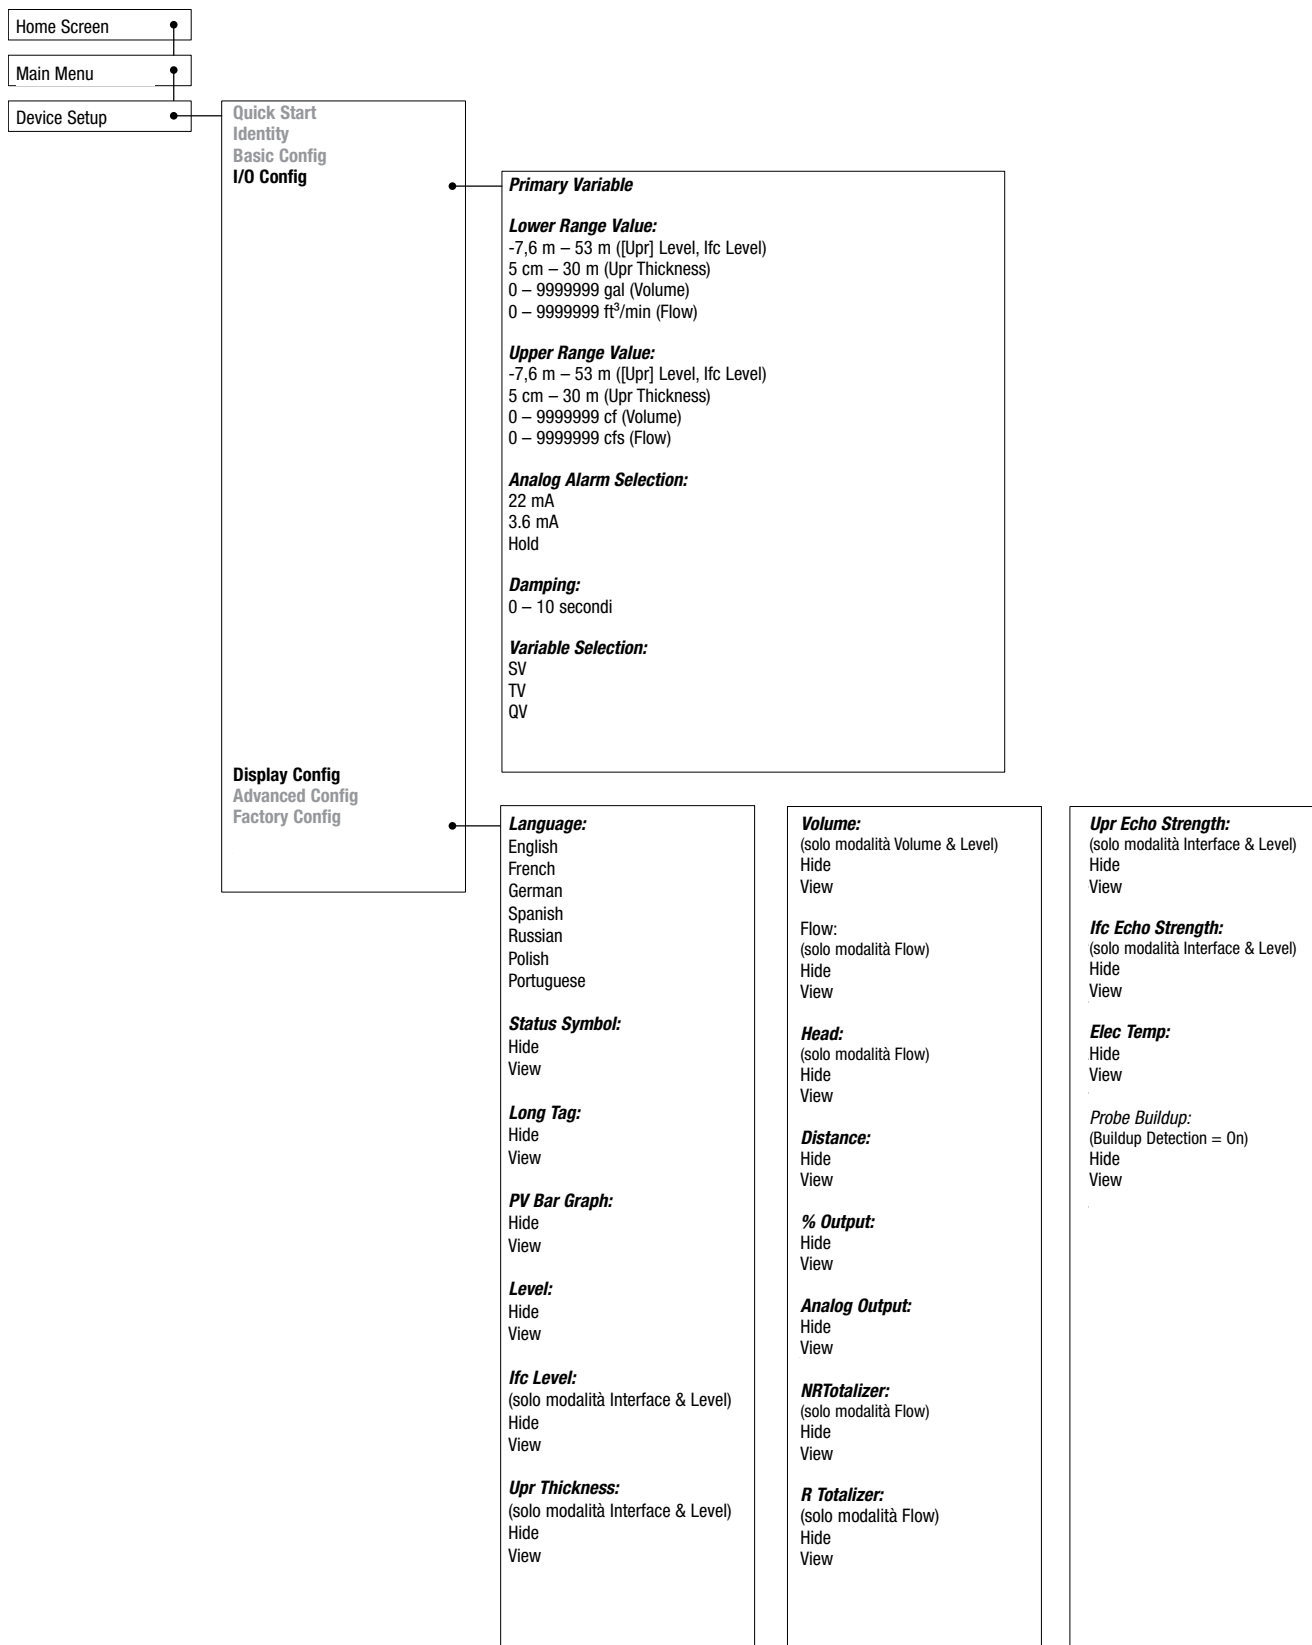 Home Screen
Main Menu
Device Setup
Quick Start
Identity
Basic Config
I/O Config
Primary Variable
Lower Range Value:
-7,6 m – 53 m ([Upr] Level, Ifc Level)
5 cm – 30 m (Upr Thickness)
0 – 9999999 gal (Volume)
0 – 9999999 ft³/min (Flow)
Upper Range Value:
-7,6 m – 53 m ([Upr] Level, Ifc Level)
5 cm – 30 m (Upr Thickness)
0 – 9999999 cf (Volume)
0 – 9999999 cfs (Flow)
Analog Alarm Selection:
22 mA
3.6 mA
Hold
Damping:
0 – 10 secondi
Variable Selection:
SV
TV
QV
Display Config
Advanced Config
Factory Config
Language:
English
French
German
Spanish
Russian
Polish
Portuguese
Status Symbol:
Hide
View
Long Tag:
Hide
View
PV Bar Graph:
Hide
View
Level:
Hide
View
Ifc Level:
(solo modalità Interface & Level)
Hide
View
Upr Thickness:
(solo modalità Interface & Level)
Hide
View
Volume:
(solo modalità Volume & Level)
Hide
View
Flow:
(solo modalità Flow)
Hide
View
Head:
(solo modalità Flow)
Hide
View
Distance:
Hide
View
% Output:
Hide
View
Analog Output:
Hide
View
NRTotalizer:
(solo modalità Flow)
Hide
View
R Totalizer:
(solo modalità Flow)
Hide
View
Upr Echo Strength:
(solo modalità Interface & Level)
Hide
View
Ifc Echo Strength:
(solo modalità Interface & Level)
Hide
View
Elec Temp:
Hide
View
Probe Buildup:
(Buildup Detection = On)
Hide
View